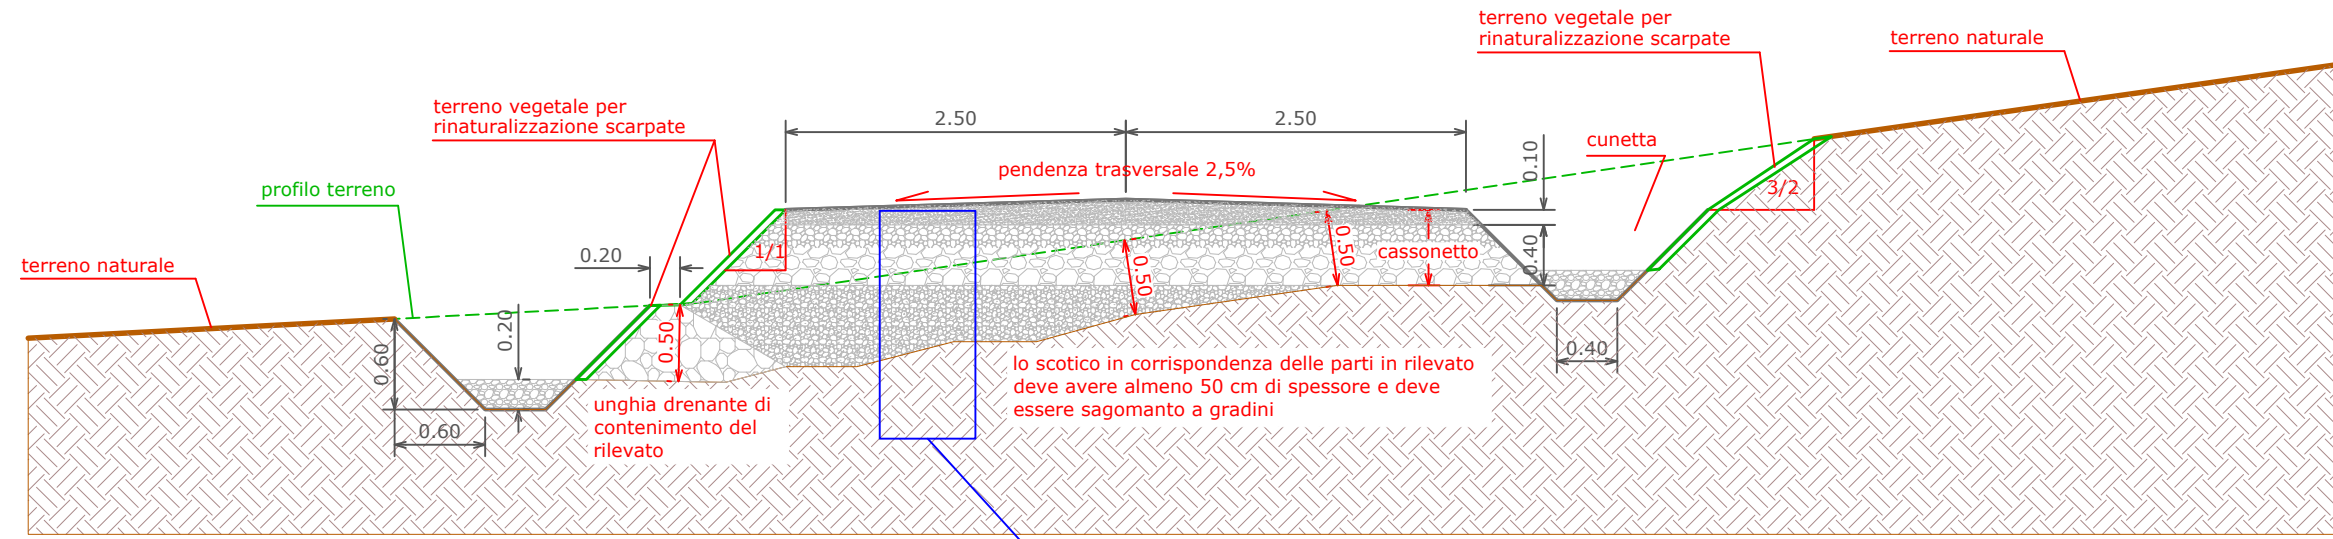 terreno vegetale per
rinaturalizzazione scarpate
terreno naturale
terreno vegetale per
rinaturalizzazione scarpate
2.50
2.50
cunetta
0.10
pendenza trasversale 2,5%
profilo terreno
3/2
1/1
0.20
0.50
cassonetto
0.40
terreno naturale
0.50
0.20
0.50
0.60
0.40
lo scotico in corrispondenza delle parti in rilevato
deve avere almeno 50 cm di spessore e deve
essere sagomanto a gradini
unghia drenante di
contenimento del
rilevato
0.60